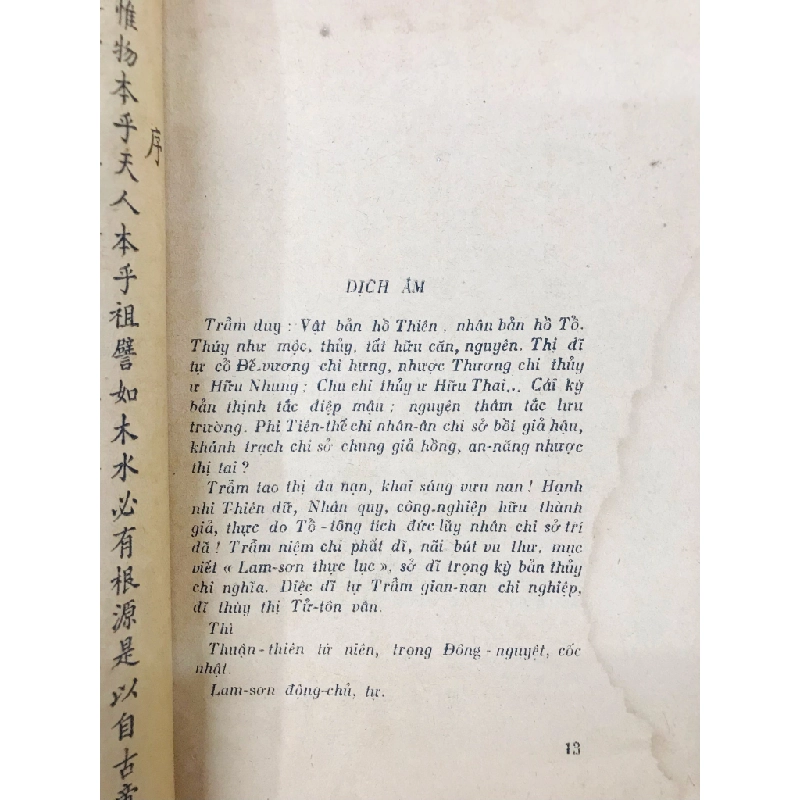 序
惟物本乎天人本乎祖譬如木水必有根源是以自古帝
DỊCH ÂM
Trẫm duy : Vật bản hồ Thiên, nhân bản hồ Tổ.
Thúy như mộc, thủy, tất hữu căn, nguyên. Thị dĩ
tự cổ Đế-vương chi hưng, nhược Thương chi thủy
ư Hữu Nhung ; Chu chi thủy ư Hữu Thai... Cái kỳ
bản thịnh tắc diệp mậu ; nguyên thâm tắc lưu
trường. Phi Tiên-thế chi nhân-ân chi sở bồi giả hậu,
khánh trạch chi sở chung giả hồng, an-năng nhược
thị tai ?
Trẫm tao thị đa nạn, khai sáng vưu nan ! Hạnh
nhi Thiên dữ, Nhân quy, công-nghiệp hữu thành
giả, thực do Tổ-tông tích đức lũy nhân chi sở trí
dã ! Trẫm niệm chi phất dĩ, nãi bút vu thư, mục
viết « Lam-sơn thực lục », sở dĩ trọng kỳ bản thủy
chi nghĩa. Diệc dĩ tự Trẫm gian-nan chi nghiệp,
dĩ thùy thị Tử-tôn vân.
Thì
Thuận-thiên tứ niên, trọng Đông-nguyệt, cốc
nhật
Lam-sơn động-chủ, tự.
13